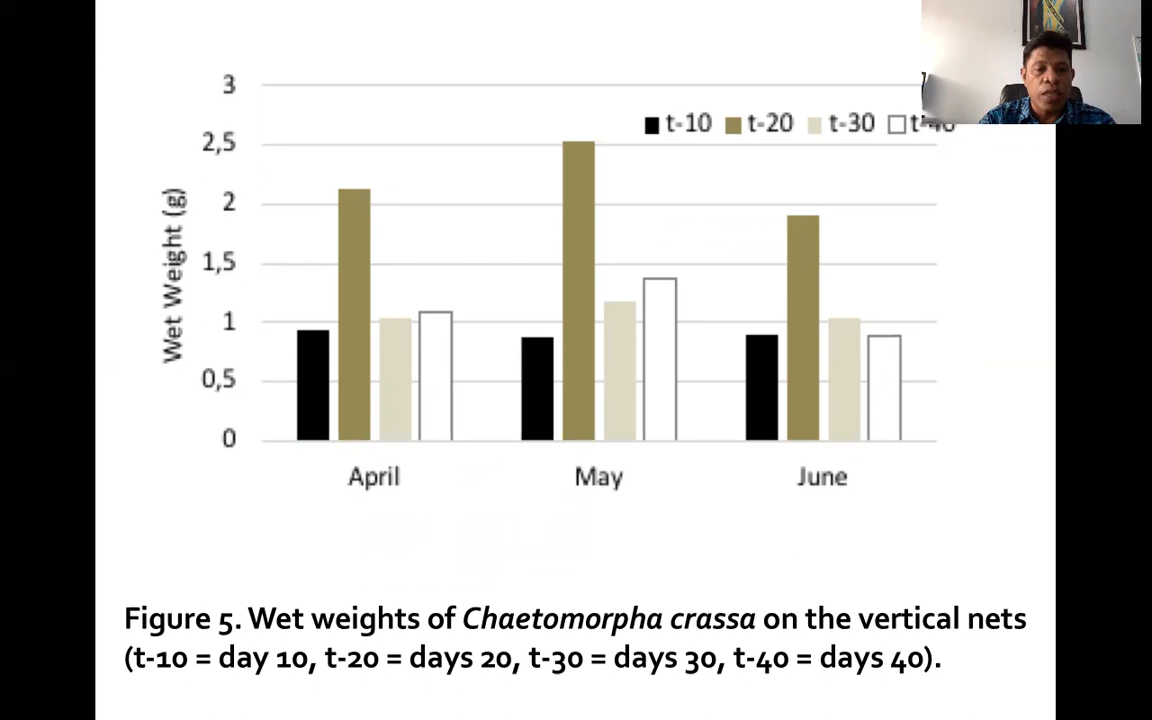 3
t-10 t-20 t-30 t-40
2,5
2
1,5
1
0,5
0
Wet Weight (g)
April May June
Figure 5. Wet weights of Chaetomorpha crassa on the vertical nets
(t-10 = day 10, t-20 = days 20, t-30 = days 30, t-40 = days 40).